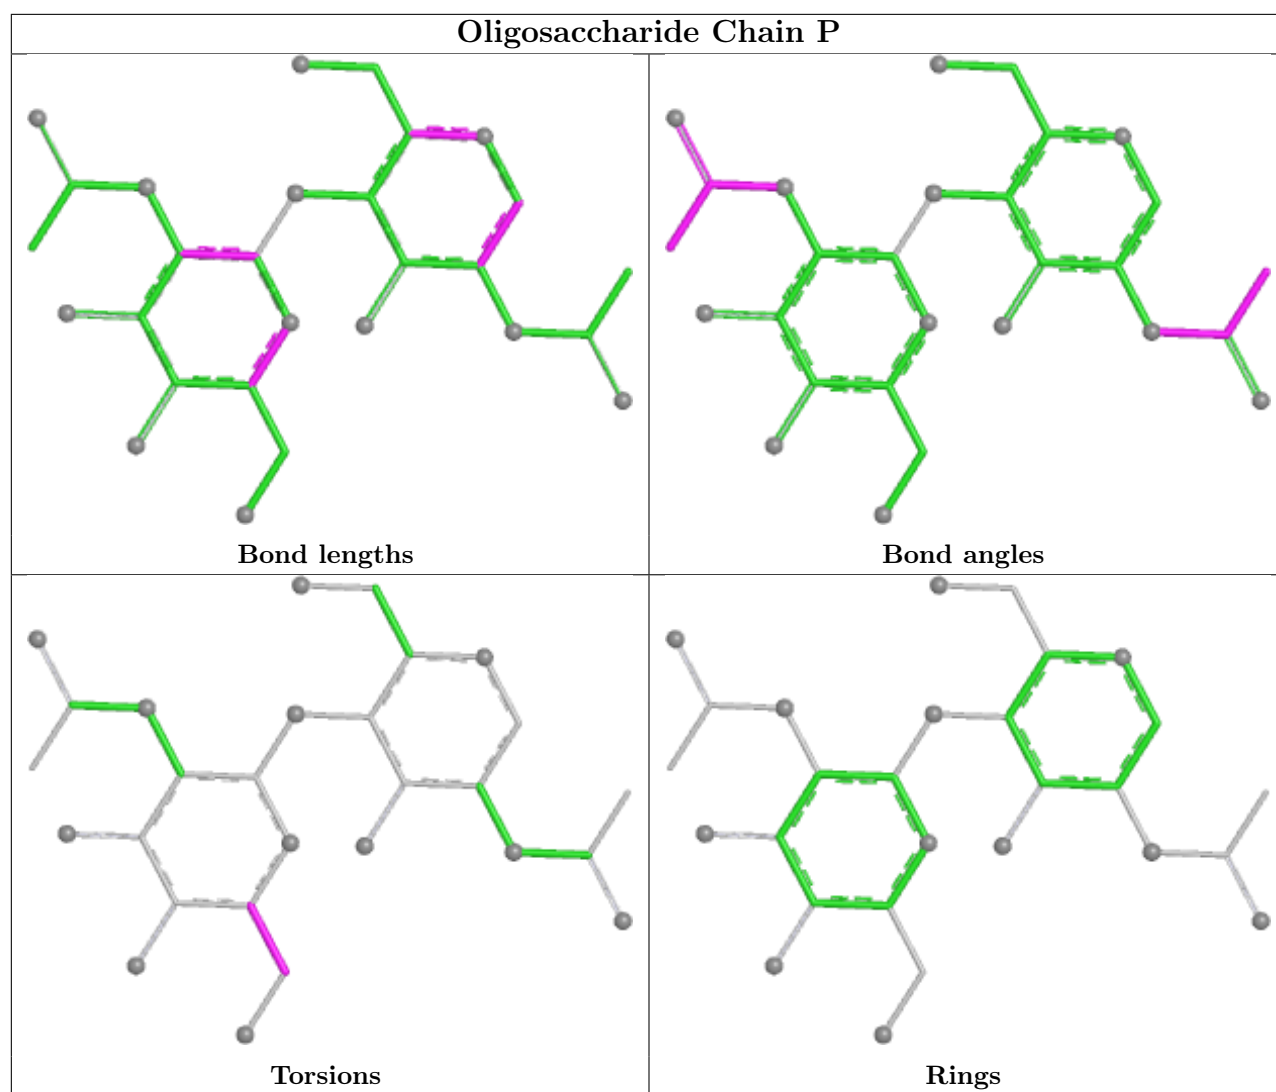 Oligosaccharide Chain P
Bond lengths
Bond angles
Torsions
Rings